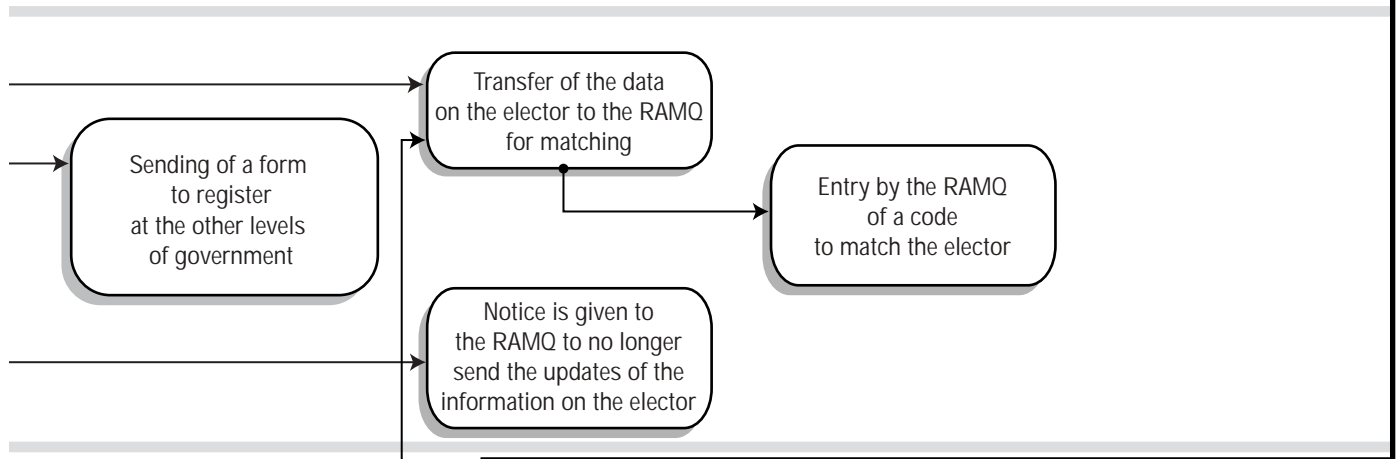 Transfer of the data
on the elector to the RAMQ
for matching
Sending of a form
to register
at the other levels
of government
Entry by the RAMQ
of a code
to match the elector
Notice is given to
the RAMQ to no longer
send the updates of the
information on the elector